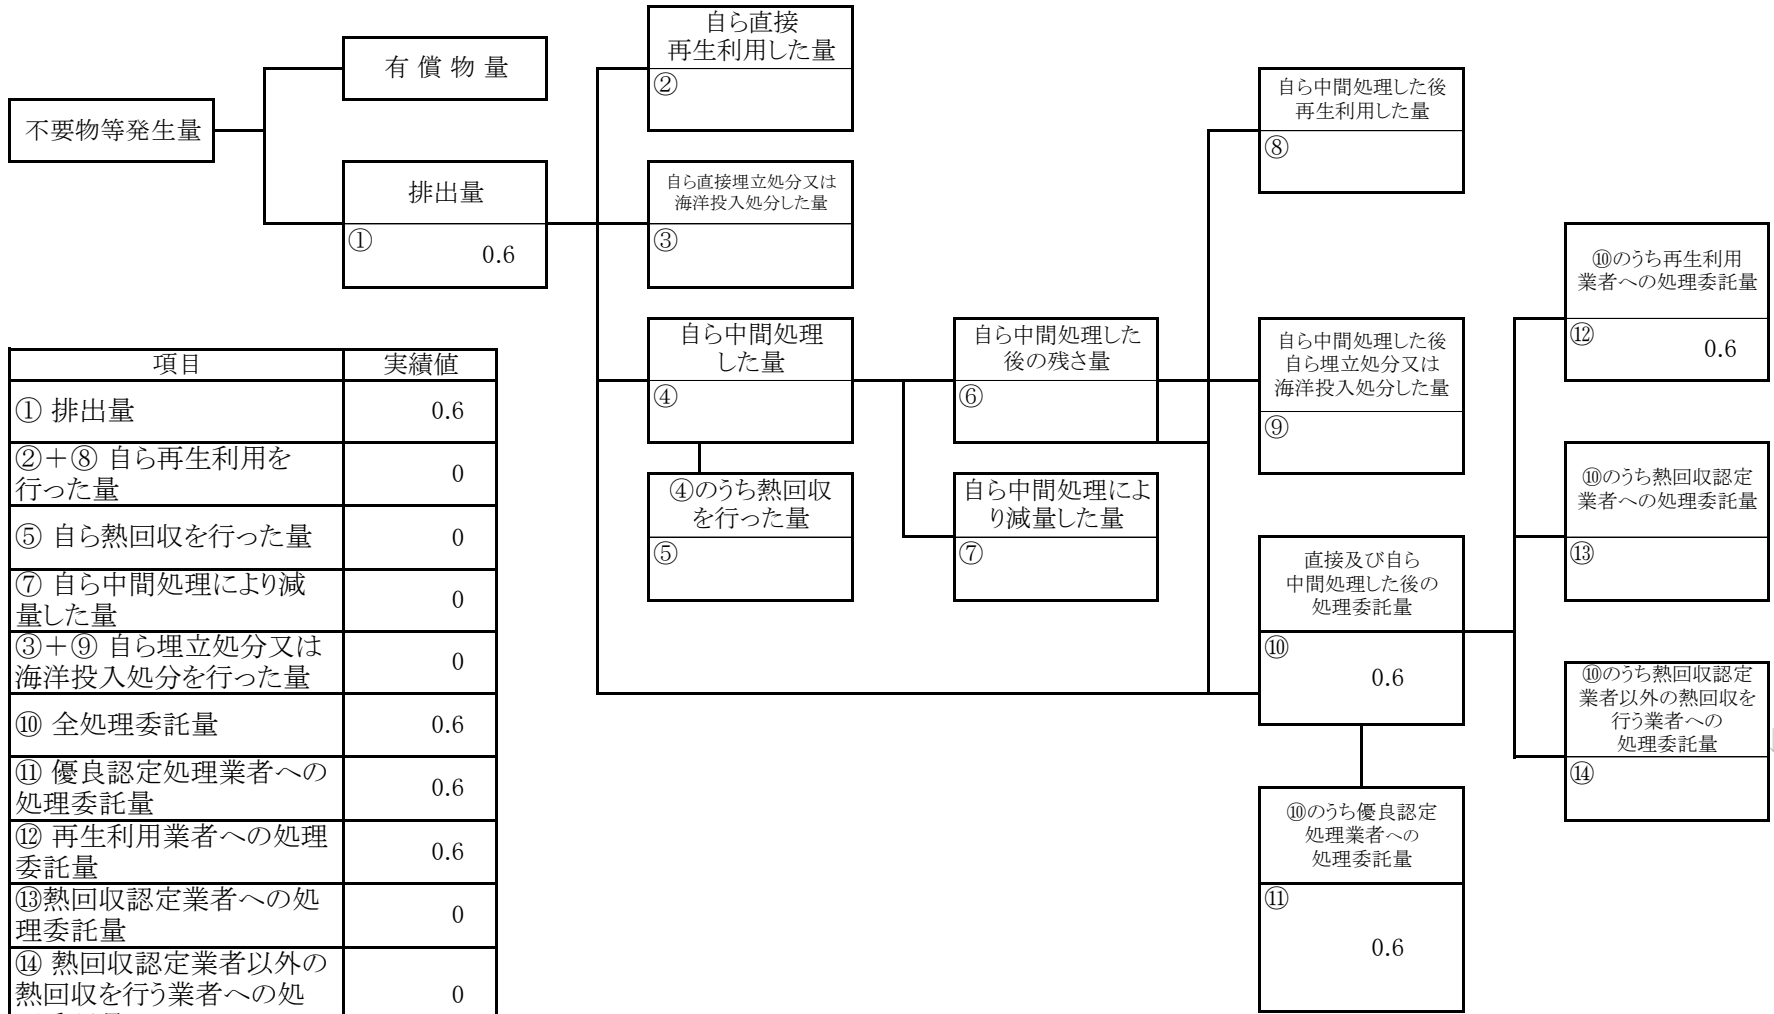 不要物等発生量
有 償 物 量
排出量
①
0.6
自ら直接
再生利用した量
②
自ら直接埋立処分又は
海洋投入処分した量
③
自ら中間処理
した量
④
④のうち熱回収
を行った量
⑤
自ら中間処理した
後の残さ量
⑥
自ら中間処理によ
り減量した量
⑦
自ら中間処理した後
再生利用した量
⑧
自ら中間処理した後
自ら埋立処分又は
海洋投入処分した量
⑨
直接及び自ら
中間処理した後の
処理委託量
⑩
0.6
⑩のうち優良認定
処理業者への
処理委託量
⑪
0.6
⑩のうち再生利用
業者への処理委託量
⑫
0.6
⑩のうち熱回収認定
業者への処理委託量
⑬
⑩のうち熱回収認定
業者以外の熱回収を
行う業者への
処理委託量
⑭
項目 実績値
① 排出量 0.6
②+⑧ 自ら再生利用を
行った量 0
⑤ 自ら熱回収を行った量 0
⑦ 自ら中間処理により減
量した量 0
③+⑨ 自ら埋立処分又は
海洋投入処分を行った量 0
⑩ 全処理委託量 0.6
⑪ 優良認定処理業者への
処理委託量 0.6
⑫ 再生利用業者への処理
委託量 0.6
⑬熱回収認定業者への処
理委託量 0
⑭ 熱回収認定業者以外の
熱回収を行う業者への処 0